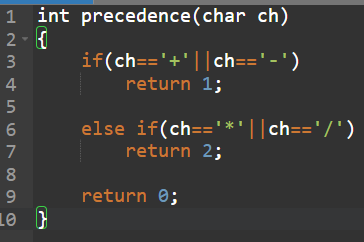 1 int precedence(char ch)
2 {
3     if(ch=='+'||ch=='-')
4         return 1;
5
6     else if(ch=='*'||ch=='/')
7         return 2;
8
9     return 0;
10 }